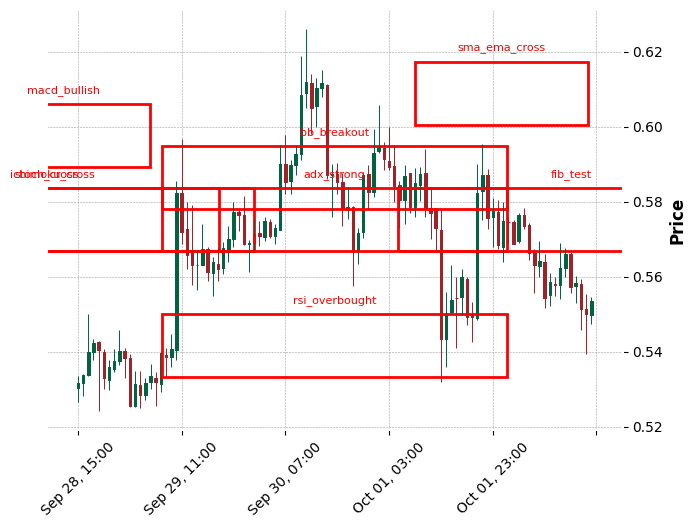 sma_ema_cross
macd_bullish
bb_breakout
adx_strong
fib_test
rsi_overbought
0.62
0.60
0.58
0.56
0.54
0.52
Price
Sep 28, 15:00
Sep 29, 11:00
Sep 30, 07:00
Oct 01, 03:00
Oct 01, 23:00